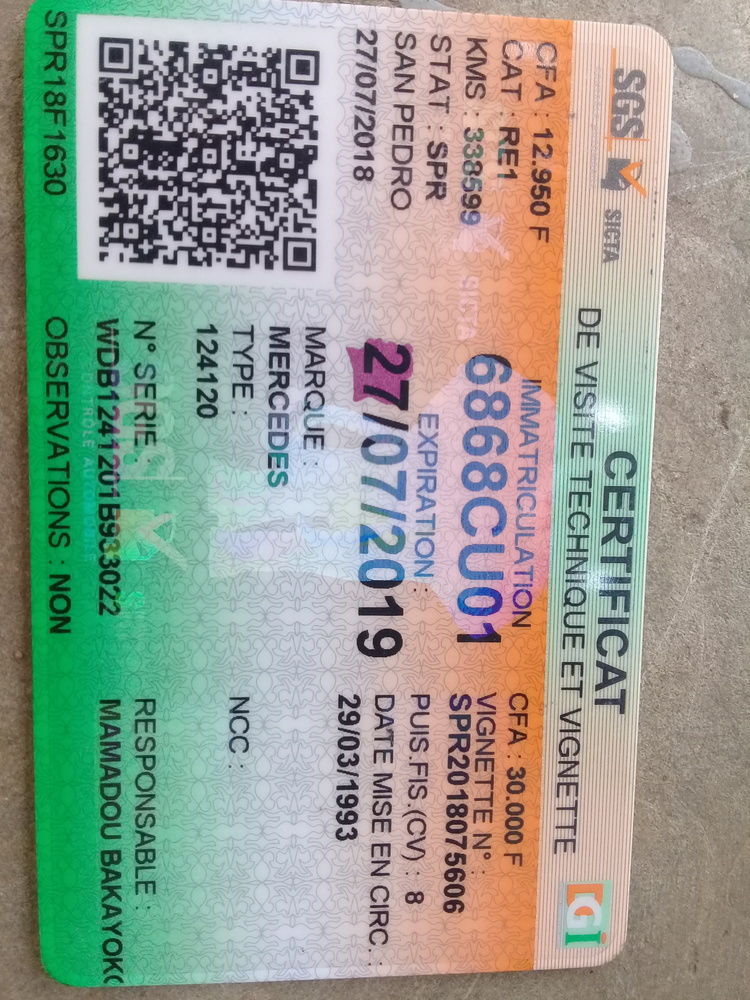 SGS SICTA
CERTIFICAT
DE VISITE TECHNIQUE ET VIGNETTE
DGI
CFA : 12.950 F
CAT : RE1
KMS : 338599
STAT : SPR
SAN PEDRO
27/07/2018
IMMATRICULATION
6868CU01
EXPIRATION :
27/07/2019
CFA : 30.000 F
VIGNETTE N° :
SPR2018075606
PUIS.FIS.(CV) : 8
DATE MISE EN CIRC. :
29/03/1993
MARQUE :
MERCEDES
TYPE :
124120
NCC :
N° SERIE
WDB1241201B933022
RESPONSABLE :
MAMADOU BAKAYOKO
SPR18F1630
OBSERVATIONS : NON